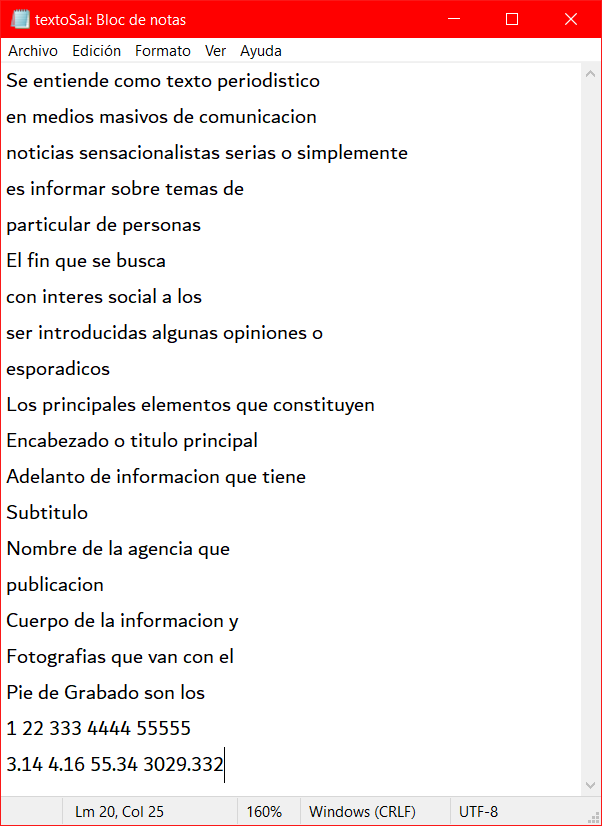 textoSal: Bloc de notas
Archivo Edición Formato Ver Ayuda
Se entiende como texto periodistico
en medios masivos de comunicacion
noticias sensacionalistas serias o simplemente
es informar sobre temas de
particular de personas
El fin que se busca
con interes social a los
ser introducidas algunas opiniones o
esporadicos
Los principales elementos que constituyen
Encabezado o titulo principal
Adelanto de informacion que tiene
Subtitulo
Nombre de la agencia que
publicacion
Cuerpo de la informacion y
Fotografias que van con el
Pie de Grabado son los
1 22 333 4444 55555
3.14 4.16 55.34 3029.332
Lm 20, Col 25 160% Windows (CRLF) UTF-8